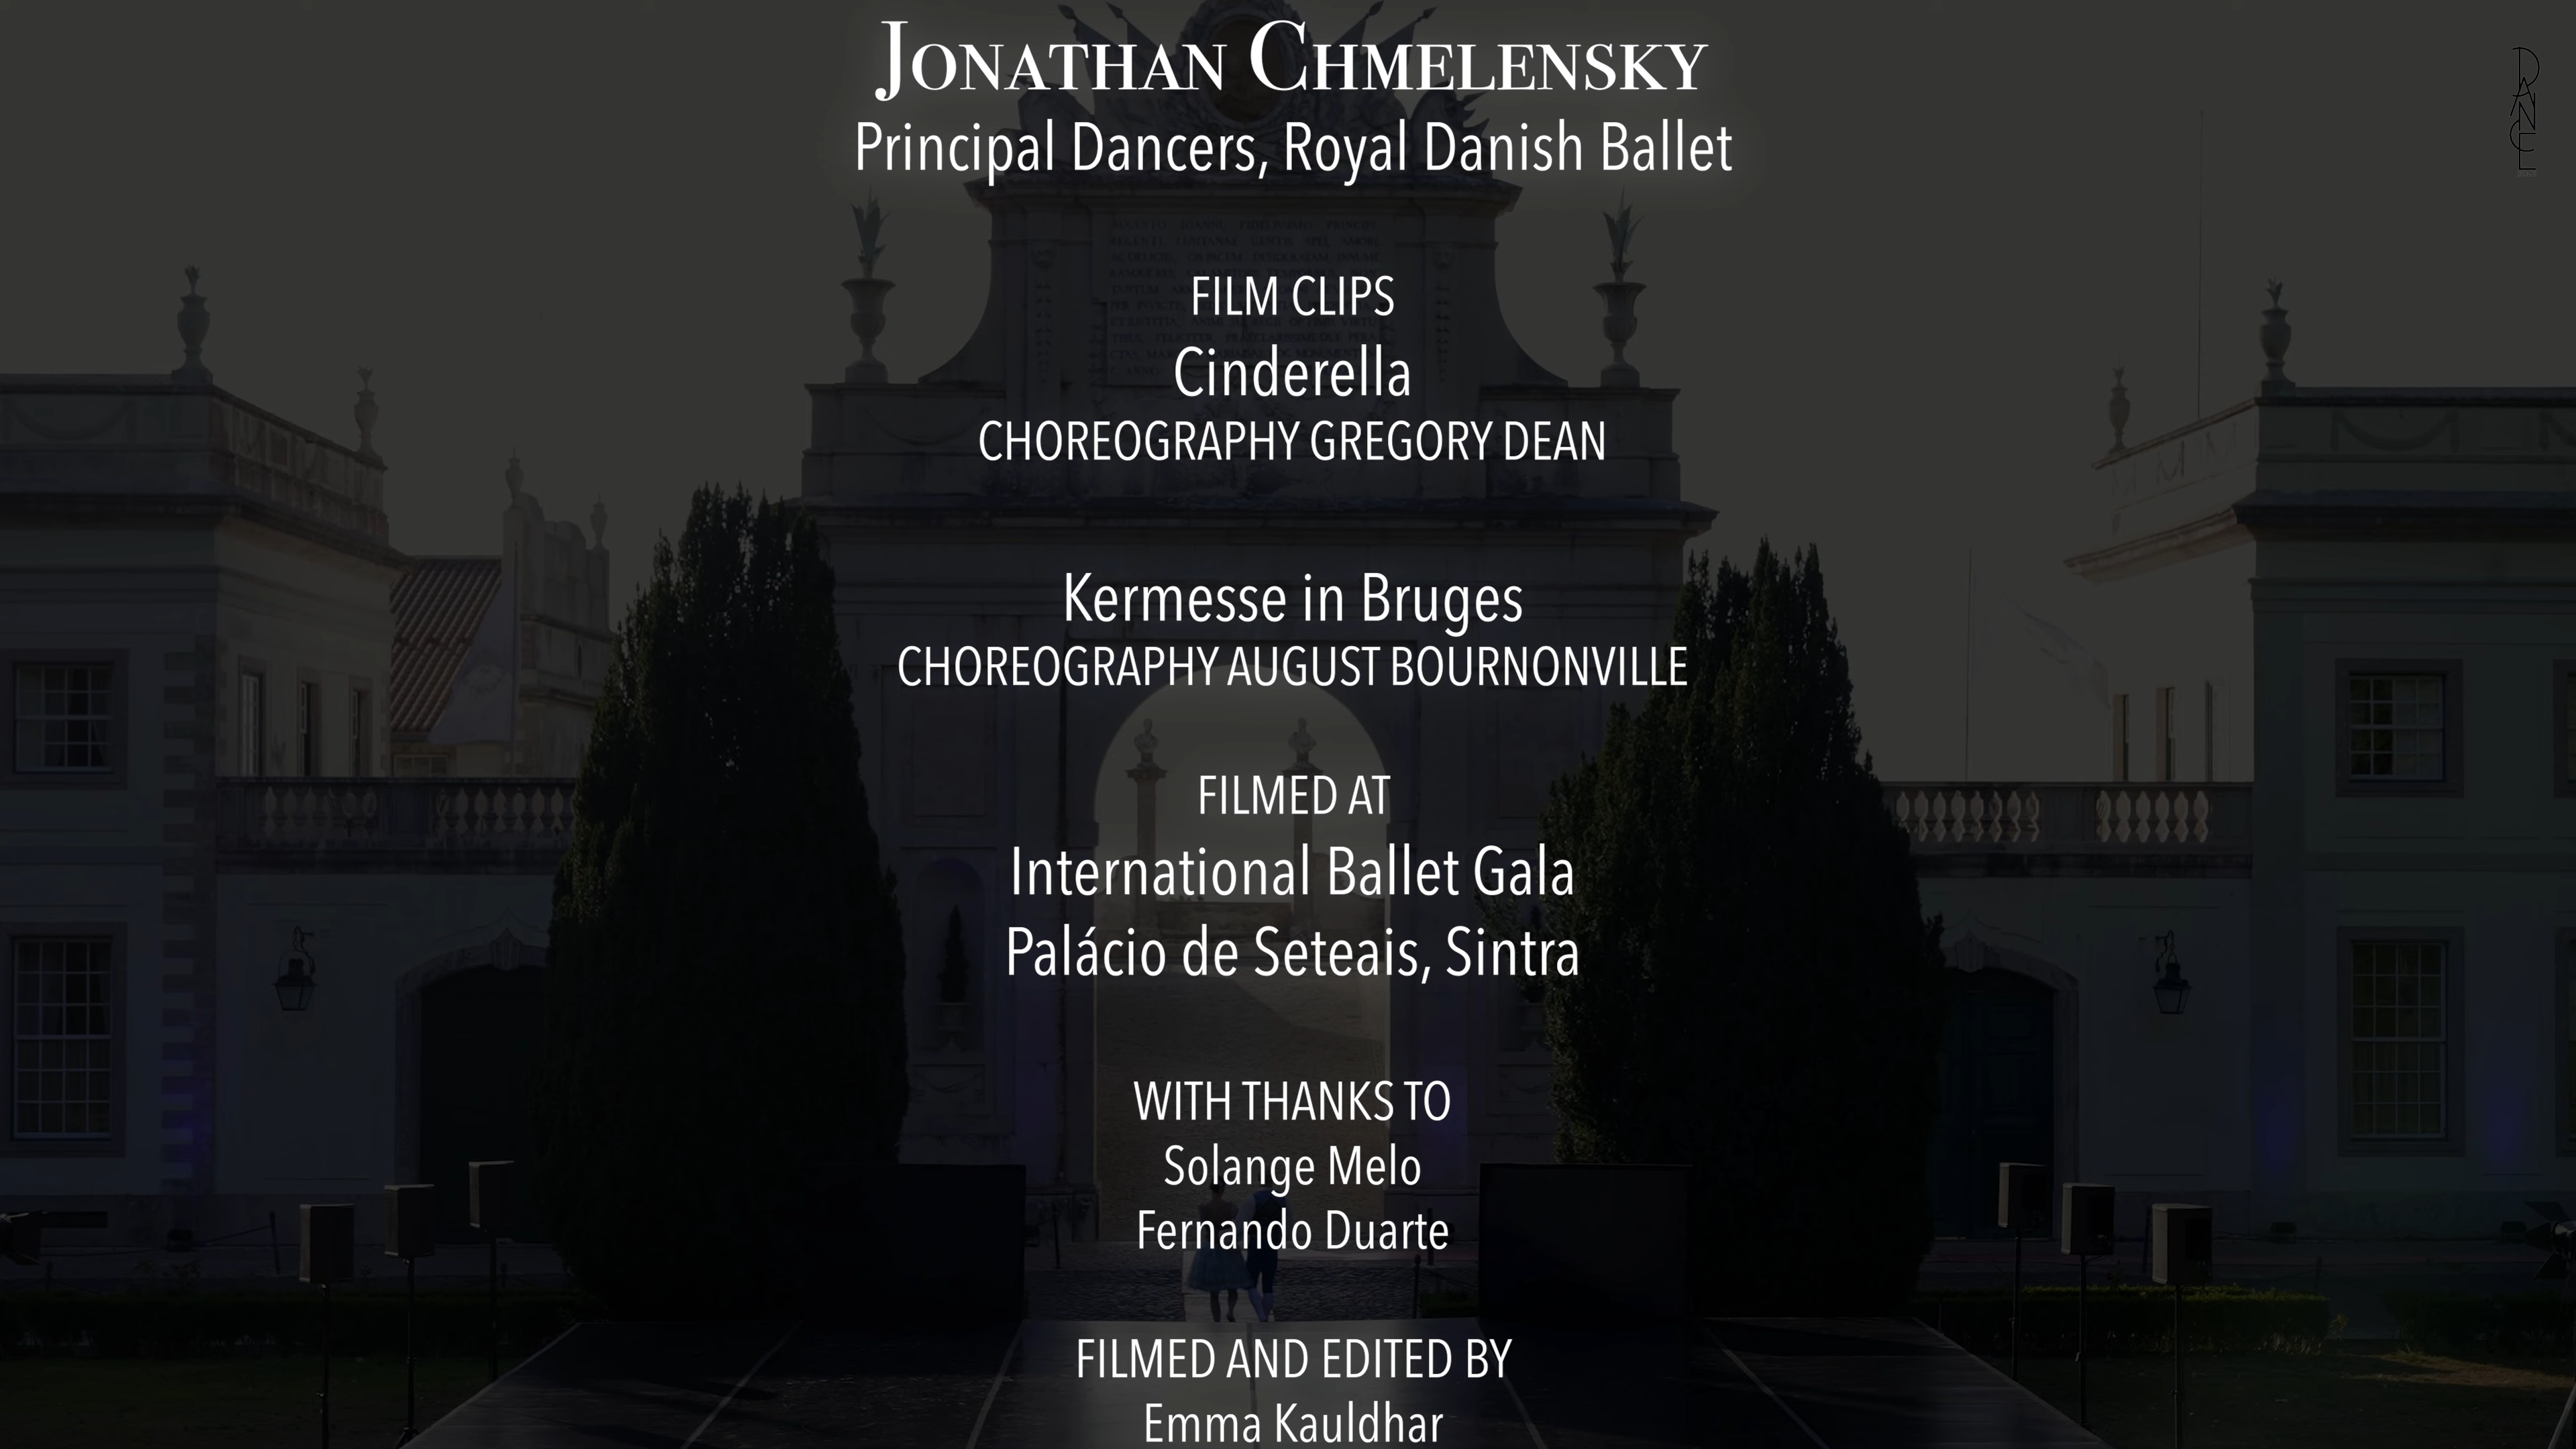 JONATHAN CHMELENSKY
Principal Dancers, Royal Danish Ballet
FILM CLIPS
Cinderella
CHOREOGRAPHY GREGORY DEAN
Kermesse in Bruges
CHOREOGRAPHY AUGUST BOURNONVILLE
FILMED AT
International Ballet Gala
Palácio de Seteais, Sintra
WITH THANKS TO
Solange Melo
Fernando Duarte
FILMED AND EDITED BY
Emma Kauldhar
DANCE